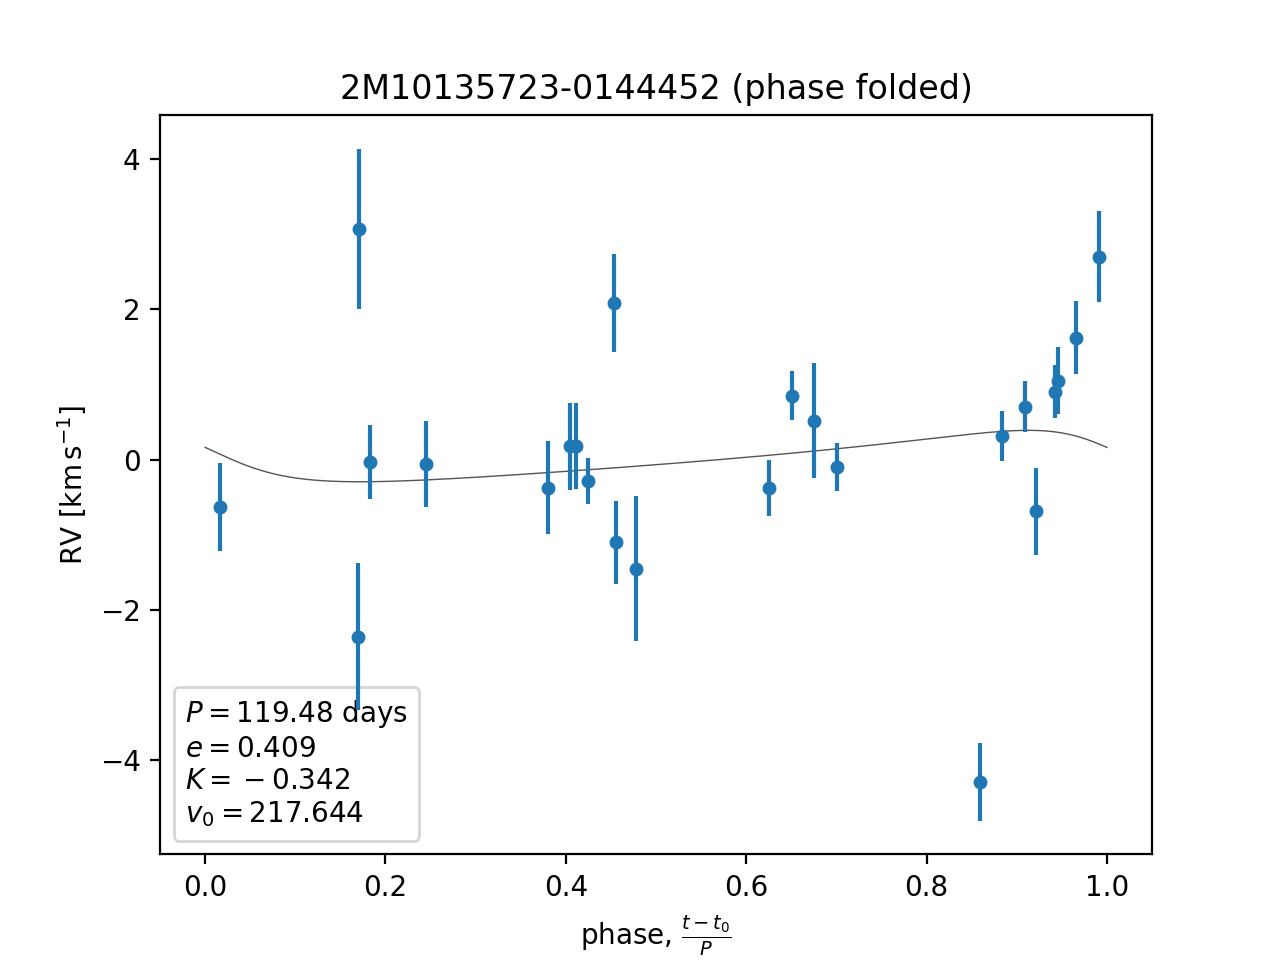 2M10135723-0144452 (phase folded)
4
2
0
−2
−4
RV [km s⁻¹]
P = 119.48 days
e = 0.409
K = −0.342
v₀ = 217.644
0.0 0.2 0.4 0.6 0.8 1.0
phase, (t − t₀)/P